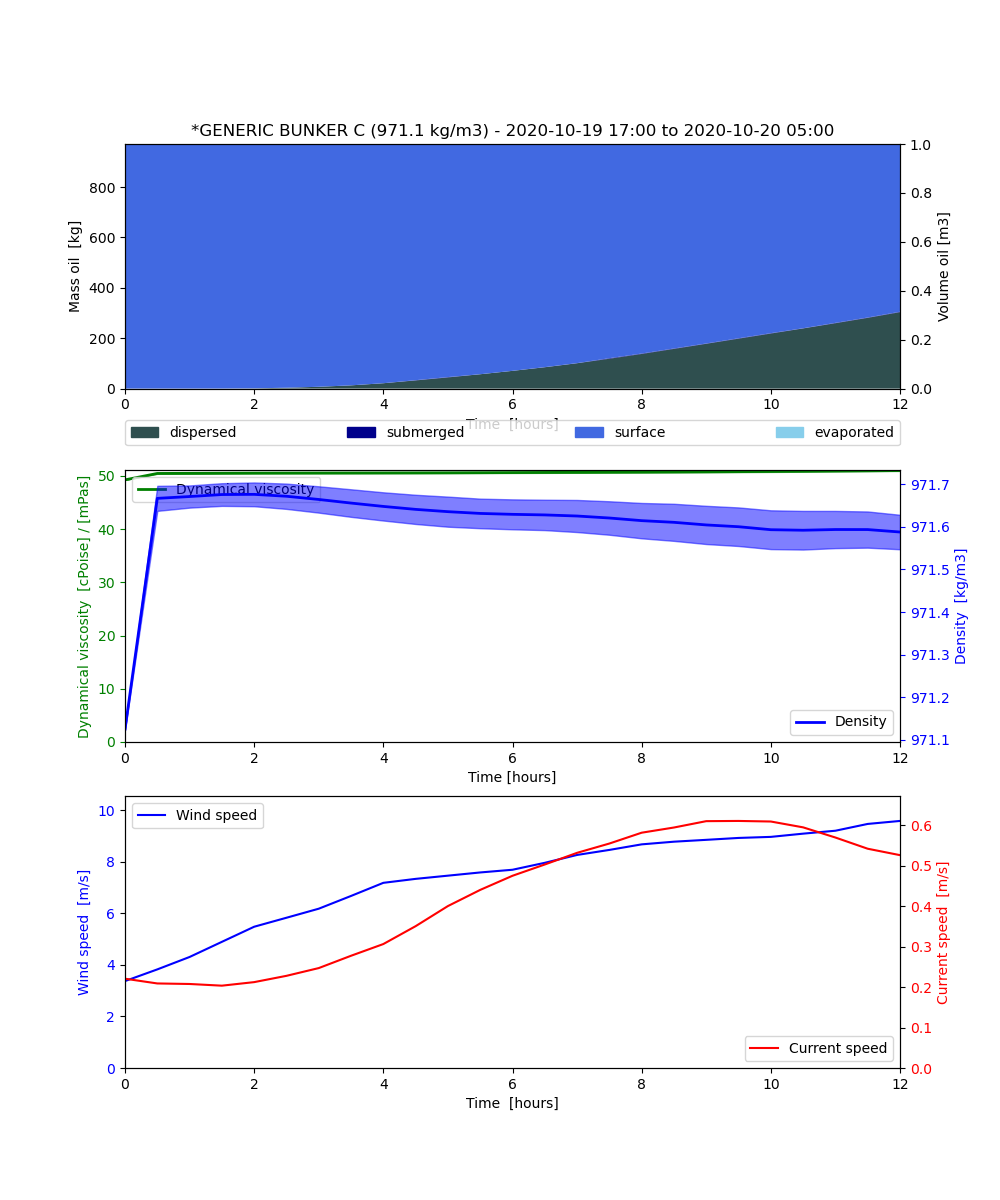 *GENERIC BUNKER C (971.1 kg/m3) - 2020-10-19 17:00 to 2020-10-20 05:00
Mass oil [kg]
800
600
400
200
0
1.0
0.8
0.6
0.4
0.2
0.0
Volume oil [m3]
0 2 4 6 8 10 12
Time [hours]
dispersed submerged surface evaporated
Dynamical viscosity [cPoise] / [mPas]
50
40
30
20
10
0
Dynamical viscosity
971.7
971.6
971.5
971.4
971.3
971.2
971.1
Density [kg/m3]
Density
0 2 4 6 8 10 12
Time [hours]
Wind speed [m/s]
10
8
6
4
2
0
Wind speed
0.6
0.5
0.4
0.3
0.2
0.1
0.0
Current speed [m/s]
Current speed
0 2 4 6 8 10 12
Time [hours]